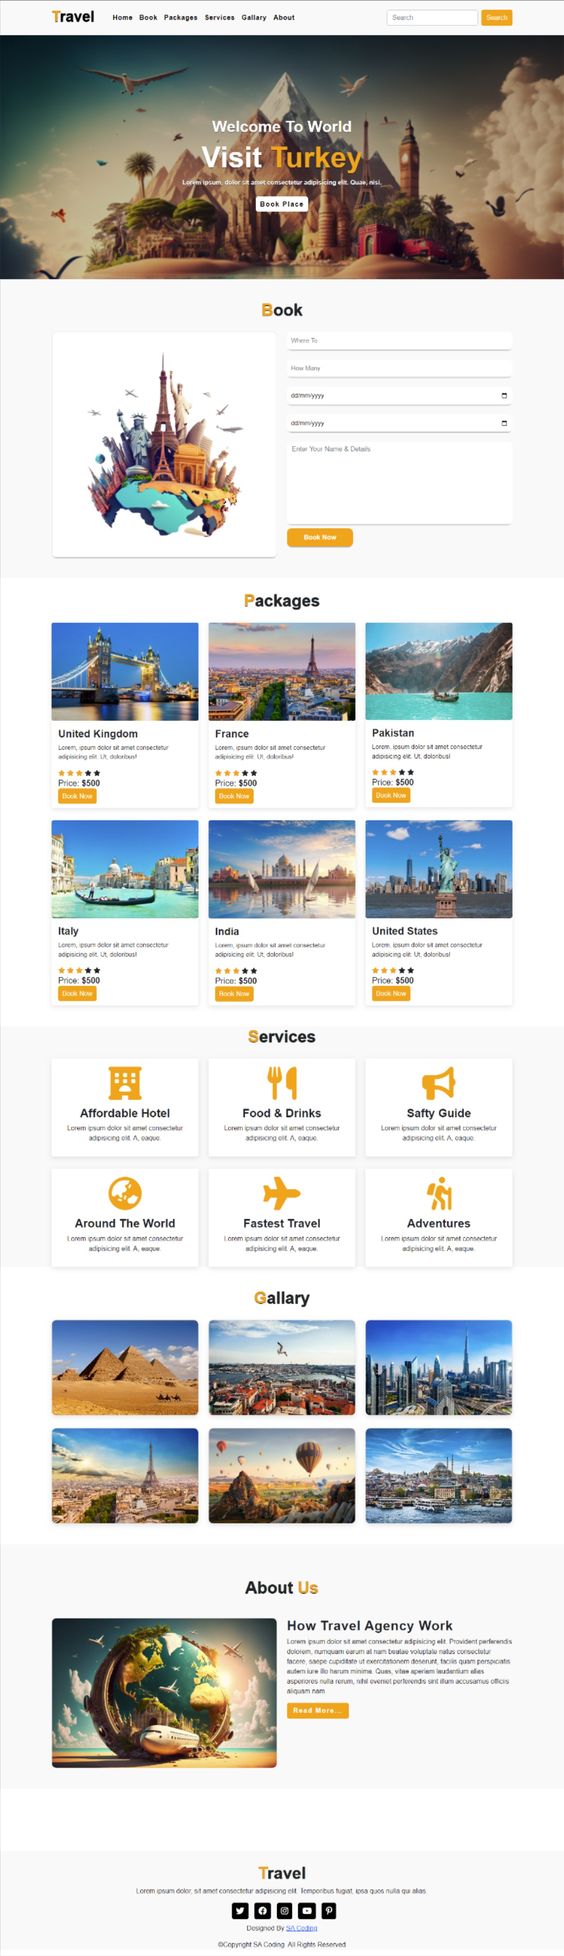 Travel
Home Book Packages Services Gallary About
Search
Search
Welcome To World
Visit Turkey
Lorem ipsum, dolor sit amet consectetur adipisicing elit. Quae, nisi.
Book Place
Book
Where To
How Many
dd/mm/yyyy
dd/mm/yyyy
Enter Your Name & Details
Book Now
Packages
United Kingdom
Lorem, ipsum dolor sit amet consectetur
adipisicing elit. Ut, doloribus!
Price: $500
Book Now
France
Lorem, ipsum dolor sit amet consectetur
adipisicing elit. Ut, doloribus!
Price: $500
Book Now
Pakistan
Lorem, ipsum dolor sit amet consectetur
adipisicing elit. Ut, doloribus!
Price: $500
Book Now
Italy
Lorem, ipsum dolor sit amet consectetur
adipisicing elit. Ut, doloribus!
Price: $500
Book Now
India
Lorem, ipsum dolor sit amet consectetur
adipisicing elit. Ut, doloribus!
Price: $500
Book Now
United States
Lorem, ipsum dolor sit amet consectetur
adipisicing elit. Ut, doloribus!
Price: $500
Book Now
Services
Affordable Hotel
Lorem ipsum dolor sit amet consectetur
adipisicing elit. A, eaque.
Food & Drinks
Lorem ipsum dolor sit amet consectetur
adipisicing elit. A, eaque.
Safty Guide
Lorem ipsum dolor sit amet consectetur
adipisicing elit. A, eaque.
Around The World
Lorem ipsum dolor sit amet consectetur
adipisicing elit. A, eaque.
Fastest Travel
Lorem ipsum dolor sit amet consectetur
adipisicing elit. A, eaque.
Adventures
Lorem ipsum dolor sit amet consectetur
adipisicing elit. A, eaque.
Gallary
About Us
How Travel Agency Work
Lorem ipsum dolor sit amet consectetur adipisicing elit. Provident perferendis
dolorem, numquam earum at nam beatae voluptate natus consectetur
facere, saepe cupiditate ut exercitationem deserunt, facilis quam perspiciatis
autem iure illo harum minima. Quas, vitae aperiam laudantium alias
asperiores nulla rerum, nihil eveniet perferendis sint illum accusamus officiis
aliquam nam.
Read More...
Travel
Lorem ipsum dolor, sit amet consectetur adipisicing elit. Temporibus fugiat, ipsa quos nulla qui alias.
Designed By SA Coding
©Copyright SA Coding. All Rights Reserved